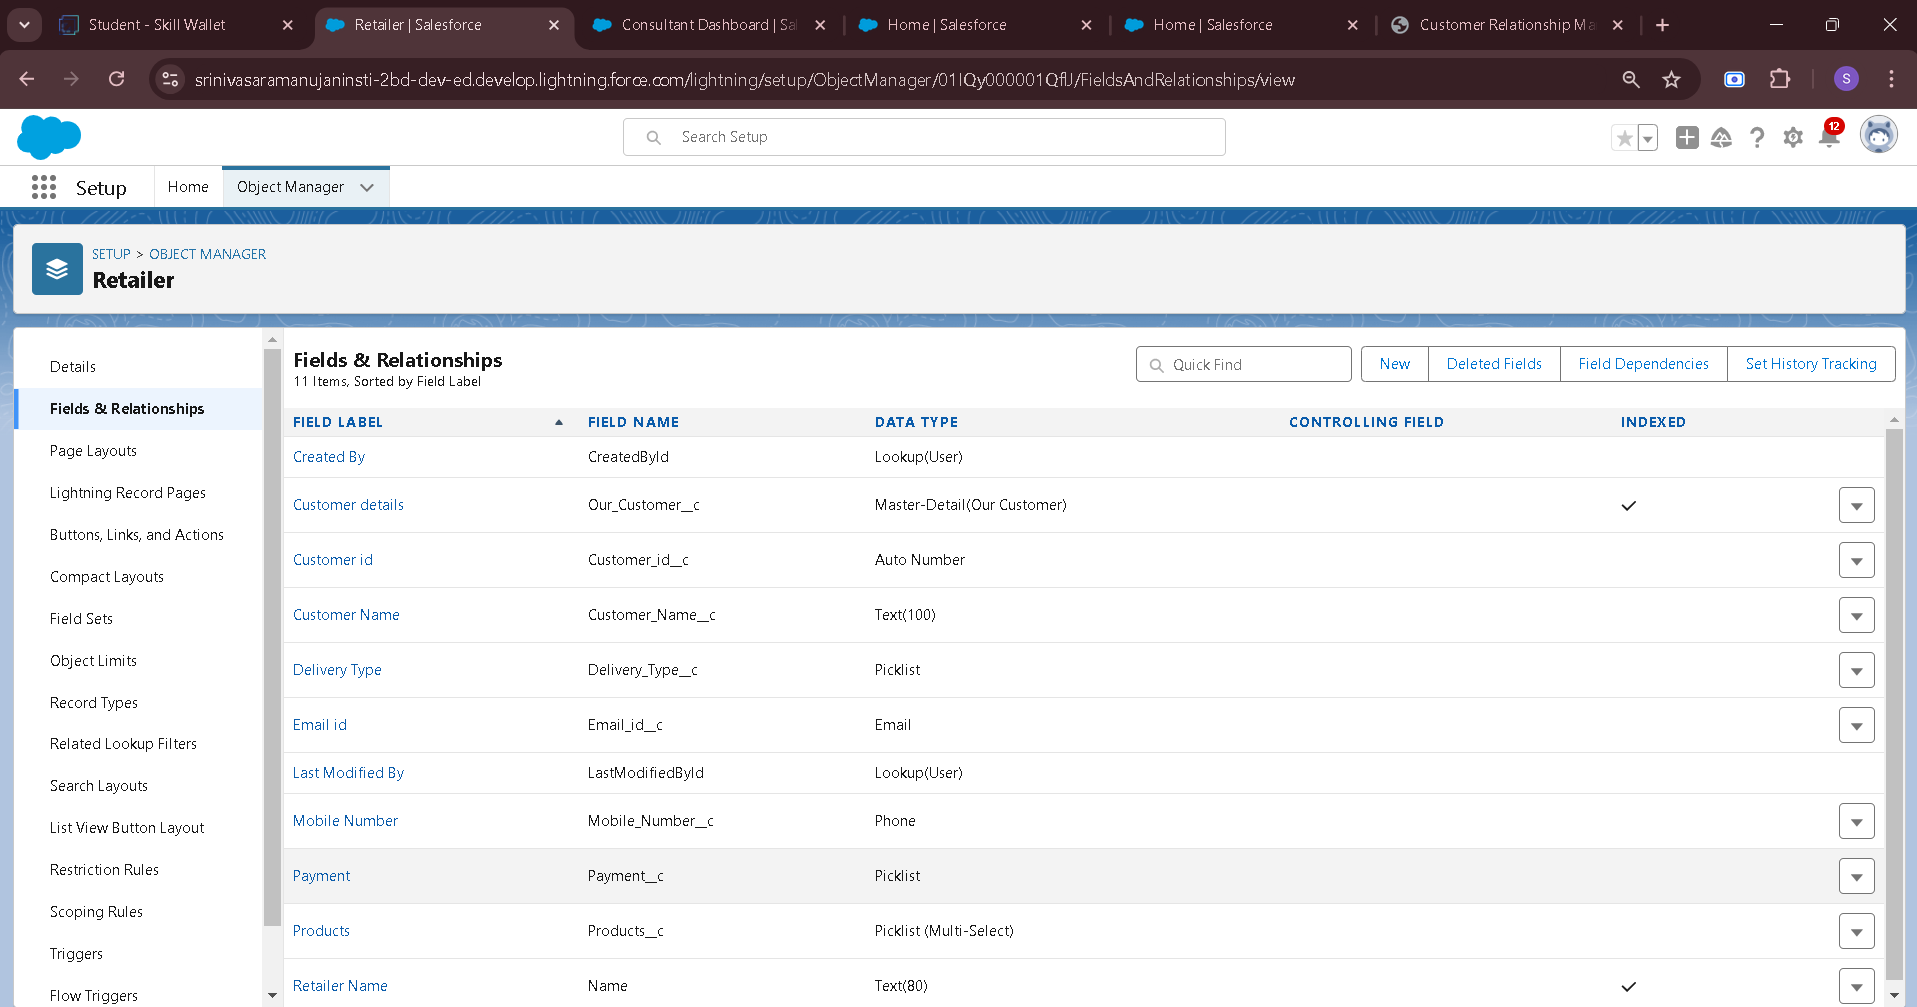 Student - Skill Wallet
Retailer | Salesforce
Consultant Dashboard | Sa
Home | Salesforce
Home | Salesforce
Customer Relationship Ma
srinivasaramanujaninsti-2bd-dev-ed.develop.lightning.force.com/lightning/setup/ObjectManager/01IQy000001QflJ/FieldsAndRelationships/view
S
Search Setup
12
Setup
Home
Object Manager
SETUP > OBJECT MANAGER
Retailer
Details
Fields & Relationships
Page Layouts
Lightning Record Pages
Buttons, Links, and Actions
Compact Layouts
Field Sets
Object Limits
Record Types
Related Lookup Filters
Search Layouts
List View Button Layout
Restriction Rules
Scoping Rules
Triggers
Flow Triggers
Fields & Relationships
11 Items, Sorted by Field Label
Quick Find
New
Deleted Fields
Field Dependencies
Set History Tracking
FIELD LABEL FIELD NAME DATA TYPE CONTROLLING FIELD INDEXED
Created By CreatedById Lookup(User)
Customer details Our_Customer__c Master-Detail(Our Customer)
Customer id Customer_id__c Auto Number
Customer Name Customer_Name__c Text(100)
Delivery Type Delivery_Type__c Picklist
Email id Email_id__c Email
Last Modified By LastModifiedById Lookup(User)
Mobile Number Mobile_Number__c Phone
Payment Payment__c Picklist
Products Products__c Picklist (Multi-Select)
Retailer Name Name Text(80)